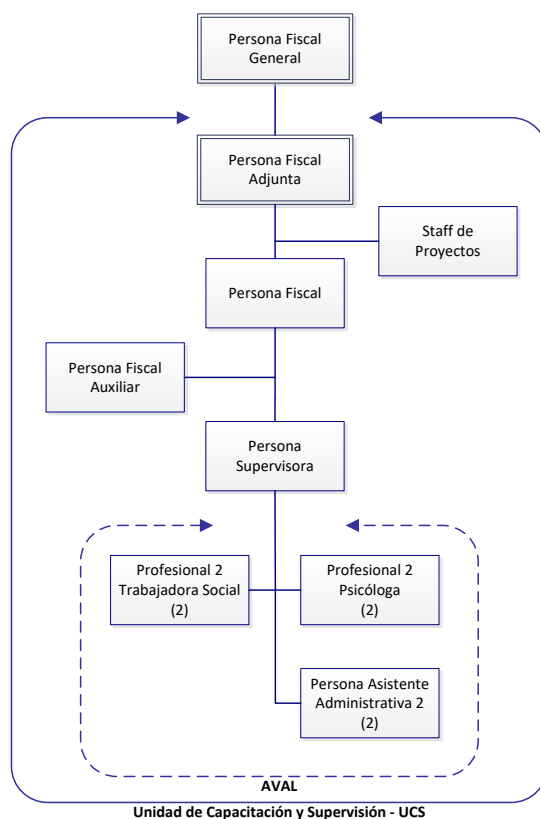 Persona Fiscal
General
Persona Fiscal
Adjunta
Staff de
Proyectos
Persona Fiscal
Persona Fiscal
Auxiliar
Persona
Supervisora
Profesional 2
Trabajadora Social
(2)
Profesional 2
Psicóloga
(2)
Persona Asistente
Administrativa 2
(2)
AVAL
Unidad de Capacitación y Supervisión - UCS